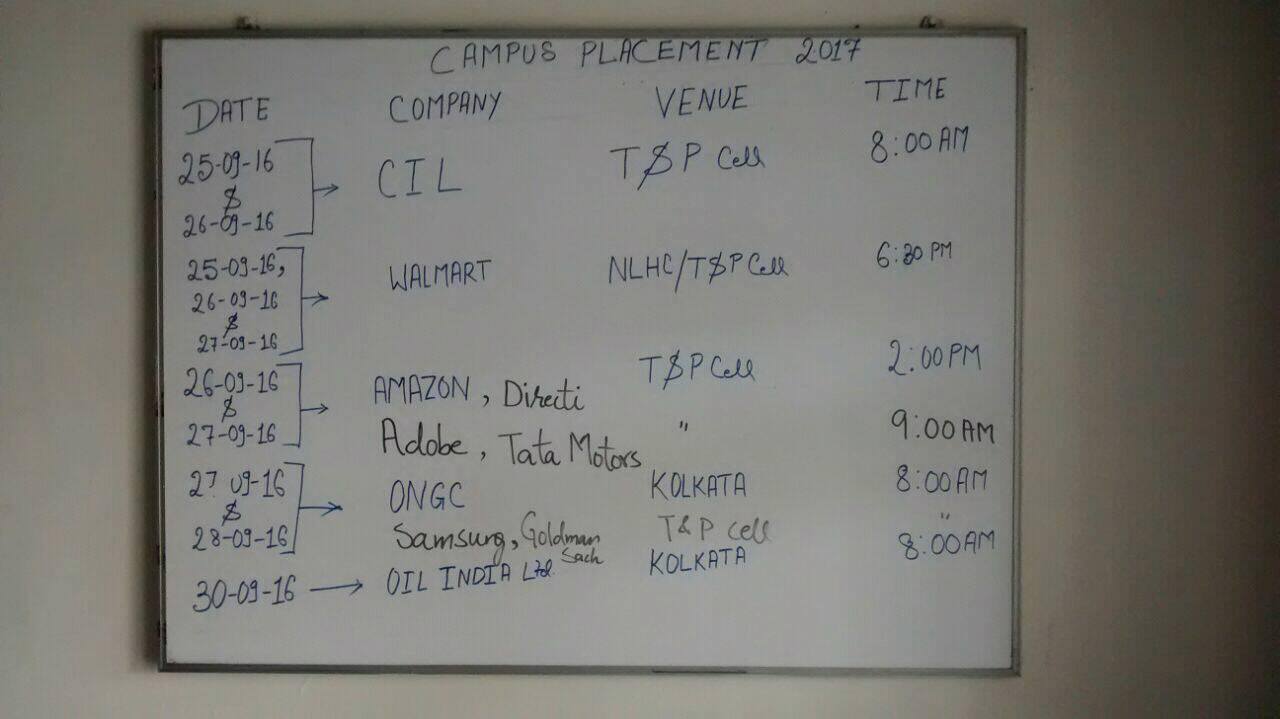 CAMPUS PLACEMENT 2017
DATE COMPANY VENUE TIME
25-09-16
&
26-09-16 → CIL T&P Cell 8:00 AM
25-09-16,
26-09-16
&
27-09-16 → WALMART NLHC/T&P Cell 6:30 PM
26-09-16
&
27-09-16 → AMAZON, Directi T&P Cell 2:00 PM
Adobe, Tata Motors " 9:00 AM
27 09-16
&
28-09-16 → ONGC KOLKATA 8:00 AM
Samsung, Goldman Sach T&P cell "
30-09-16 → OIL INDIA Ltd. KOLKATA 8:00 AM